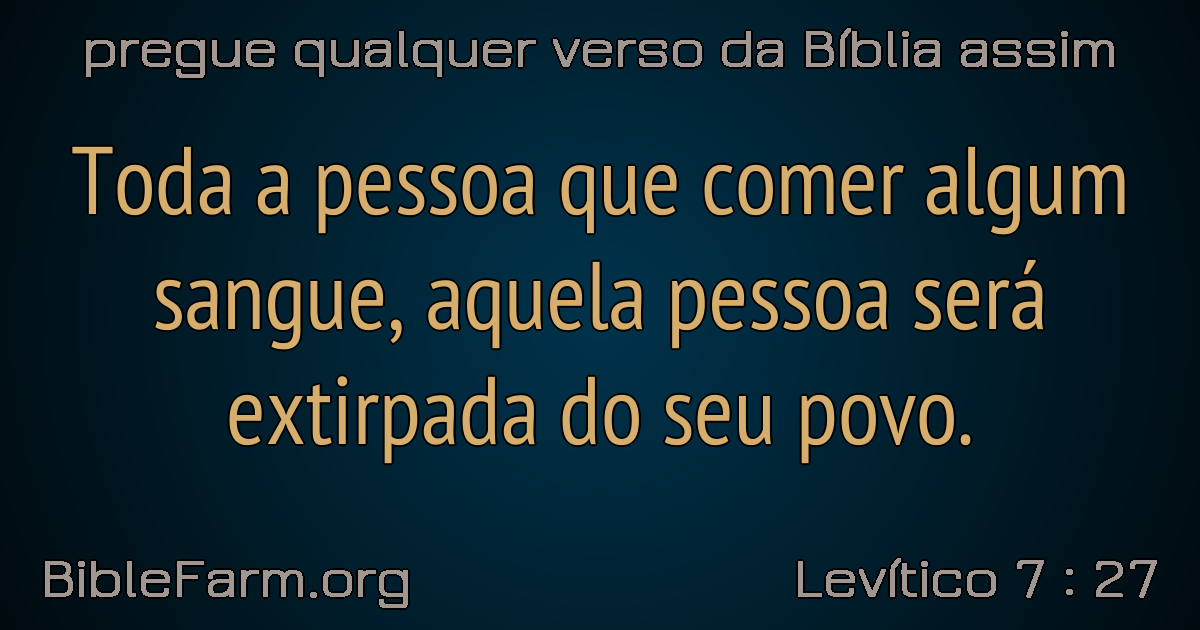 pregue qualquer verso da Bíblia assim
Toda a pessoa que comer algum
sangue, aquela pessoa será
extirpada do seu povo.
BibleFarm.org
Levítico 7 : 27